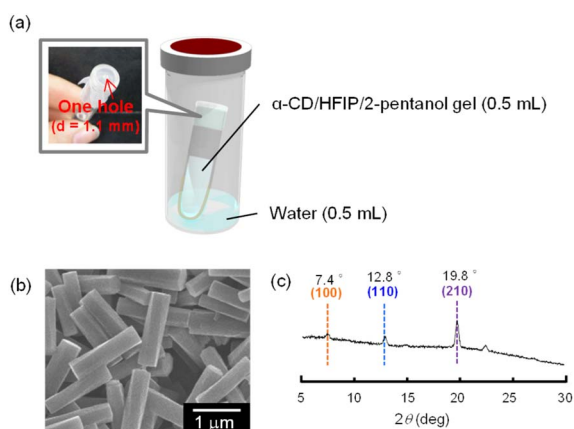 (a)
One hole
(d = 1.1 mm)
α-CD/HFIP/2-pentanol gel (0.5 mL)
Water (0.5 mL)
(b)
1 μm
(c)
7.4 °
(100)
12.8 °
(110)
19.8 °
(210)
5 10 15 20 25 30
2θ (deg)